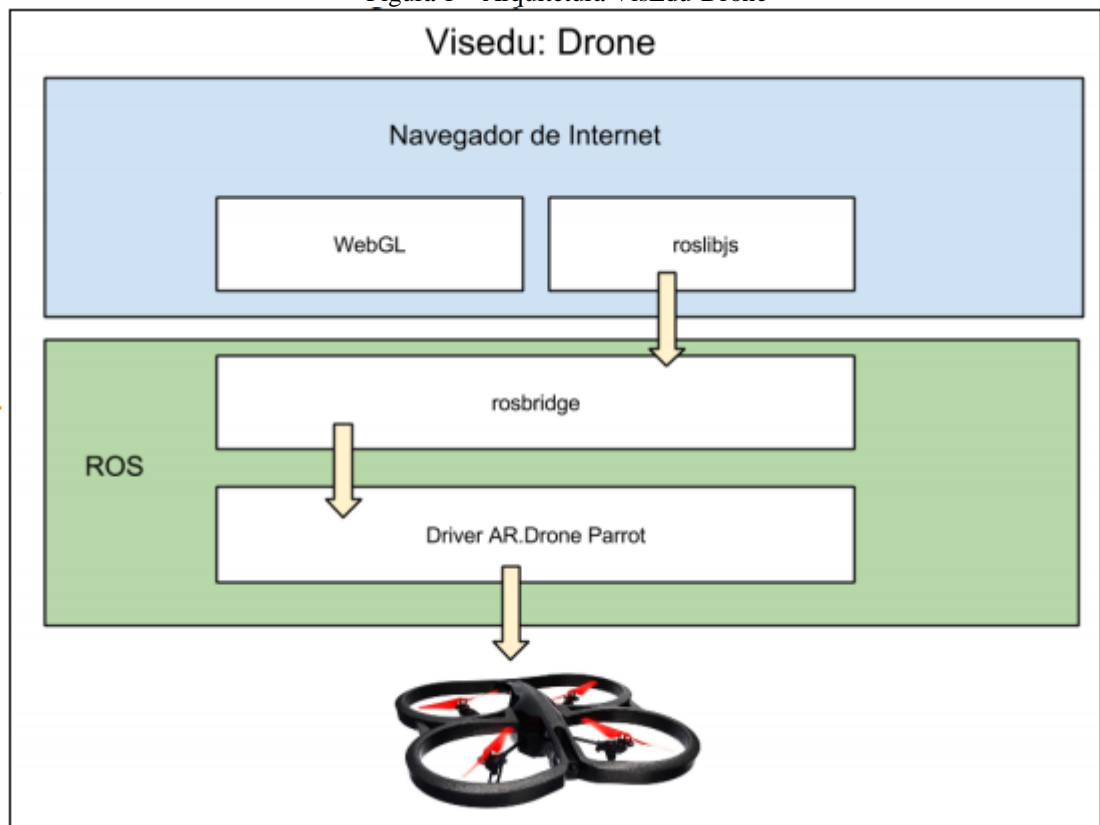 Visedu: Drone
Navegador de Internet
WebGL
roslibjs
rosbridge
ROS
Driver AR.Drone Parrot